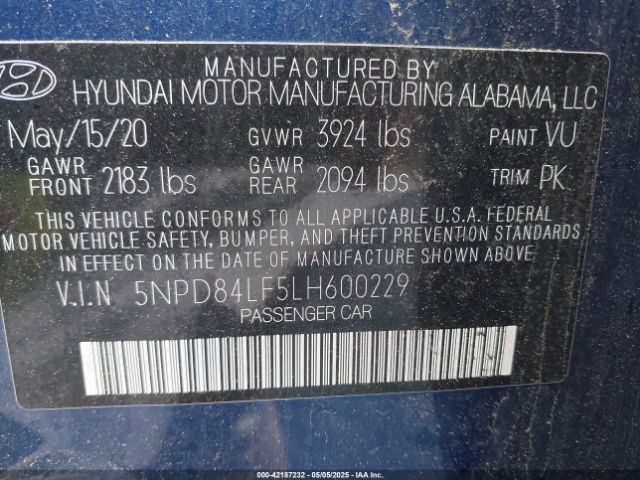 MANUFACTURED BY
HYUNDAI MOTOR MANUFACTURING ALABAMA, LLC
May/15/20 GVWR 3924 lbs PAINT VU
GAWR FRONT 2183 lbs GAWR REAR 2094 lbs TRIM PK
THIS VEHICLE CONFORMS TO ALL APPLICABLE U.S.A. FEDERAL
MOTOR VEHICLE SAFETY, BUMPER, AND THEFT PREVENTION STANDARDS
IN EFFECT ON THE DATE OF MANUFACTURE SHOWN ABOVE.
V.I.N 5NPD84LF5LH600229
PASSENGER CAR
000-42187232 - 05/05/2025 - IAAI.COM